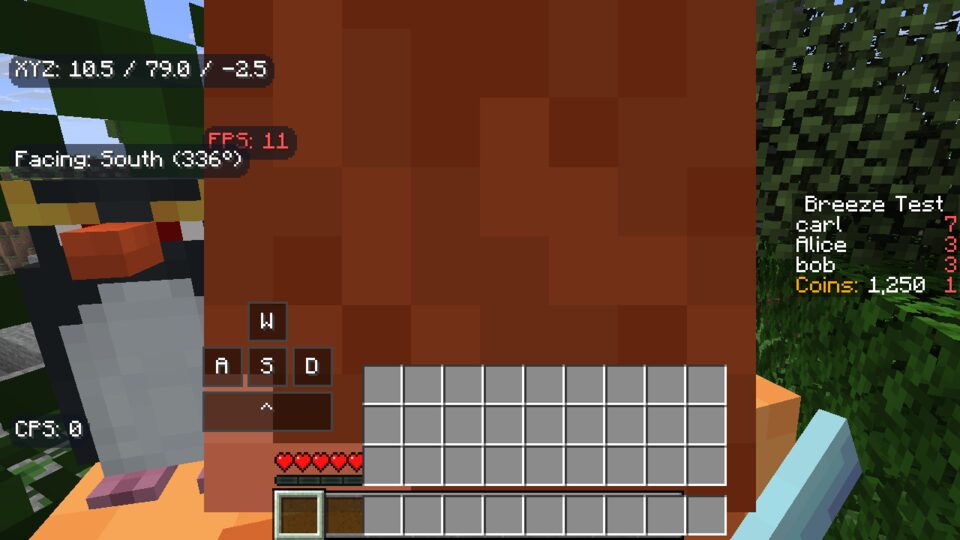 XYZ: 10.5 / 79.0 / -2.5
FPS: 11
Facing: South (336°)
Breeze Test
carl 7
Alice 3
bob 3
Coins: 1,250 1
W
A S D
^
CPS: 0